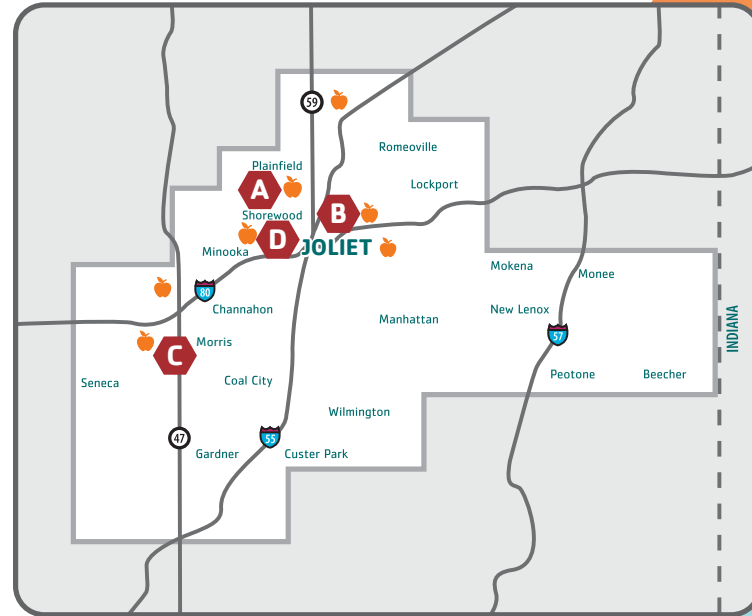 59
Romeoville
Plainfield
Lockport
A
B
Shorewood
D
JOLIET
Minooka
Mokena
Monee
80
Channahon
New Lenox
Manhattan
INDIANA
57
Morris
C
Seneca
Coal City
Peotone
Beecher
Wilmington
47
55
Gardner
Custer Park